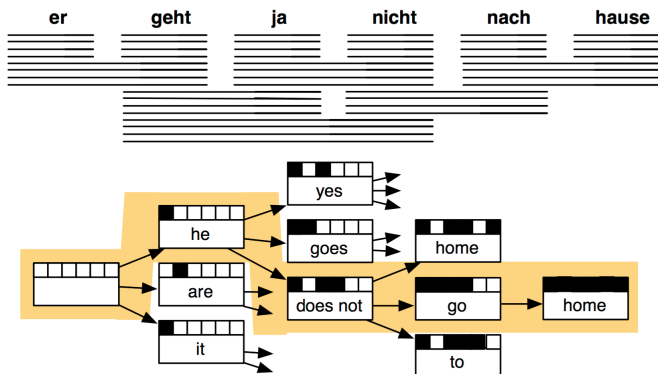 er geht ja nicht nach hause
yes
he
goes
home
are
does not
go
home
it
to